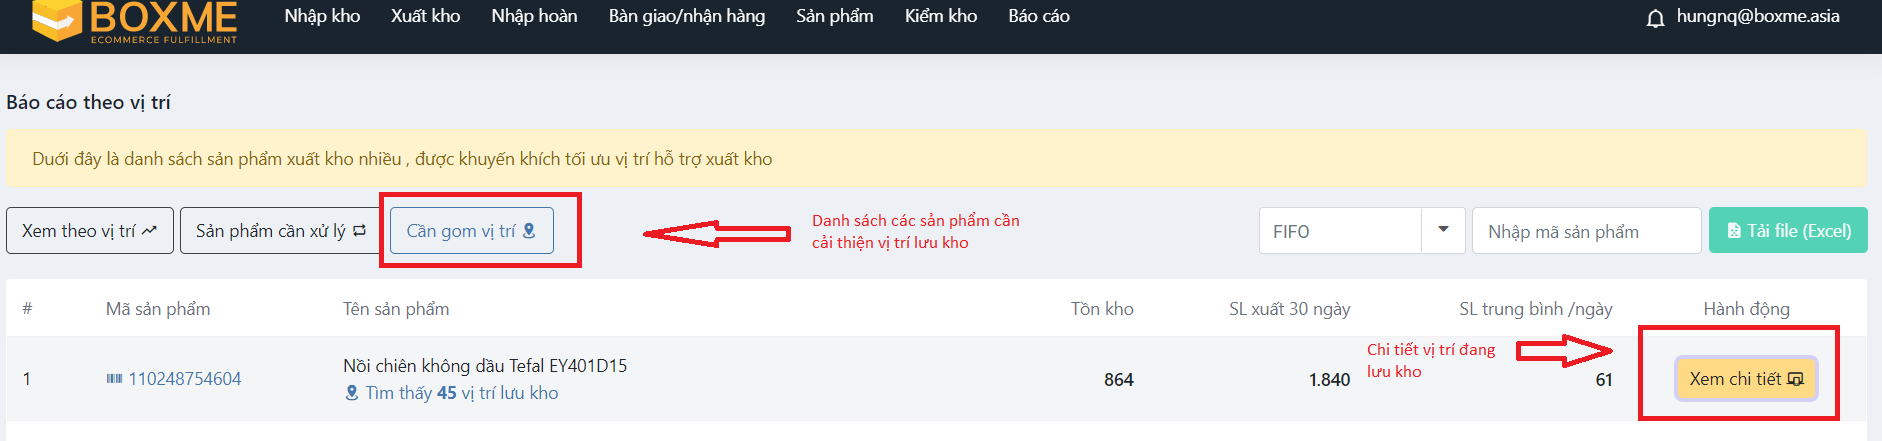 BOXME
ECOMMERCE FULFILLMENT
Nhập kho Xuất kho Nhập hoàn Bàn giao/nhận hàng Sản phẩm Kiểm kho Báo cáo hungnq@boxme.asia
Báo cáo theo vị trí
Dưới đây là danh sách sản phẩm xuất kho nhiều , được khuyến khích tối ưu vị trí hỗ trợ xuất kho
Xem theo vị trí Sản phẩm cần xử lý Cần gom vị trí
Danh sách các sản phẩm cần
cải thiện vị trí lưu kho
FIFO Nhập mã sản phẩm Tải file (Excel)
# Mã sản phẩm Tên sản phẩm Tồn kho SL xuất 30 ngày SL trung bình /ngày Hành động
1 110248754604 Nồi chiên không dầu Tefal EY401D15
Tìm thấy 45 vị trí lưu kho
864 1.840 61
Chi tiết vị trí đang
lưu kho
Xem chi tiết